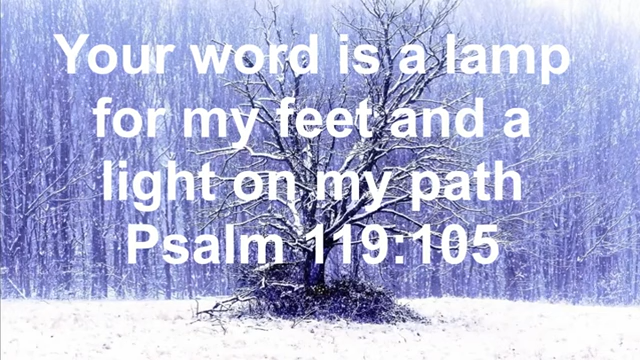 Your word is a lamp
for my feet and a
light on my path
Psalm 119:105